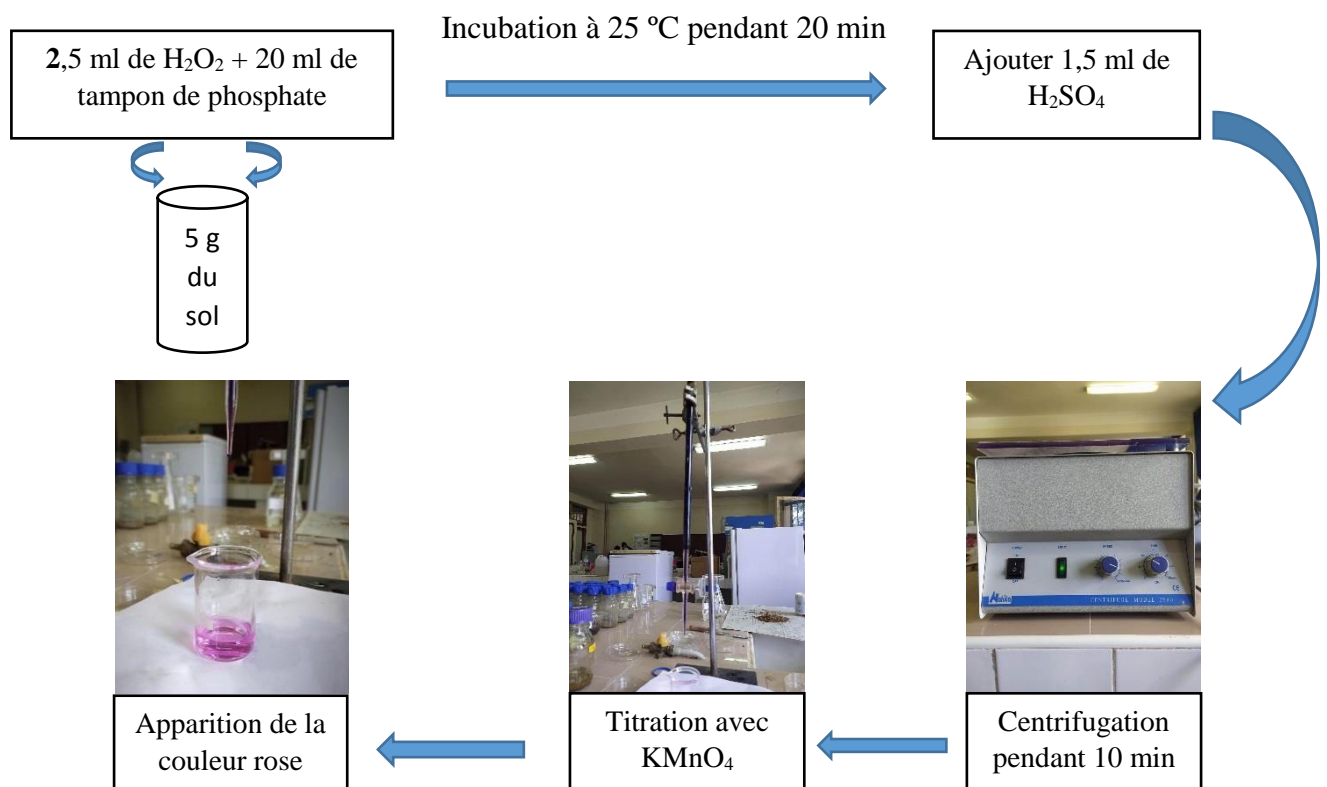 Incubation à 25 ºC pendant 20 min
2,5 ml de H₂O₂ + 20 ml de
tampon de phosphate
Ajouter 1,5 ml de
H₂SO₄
5 g
du
sol
Apparition de la
couleur rose
Titration avec
KMnO₄
Centrifugation
pendant 10 min